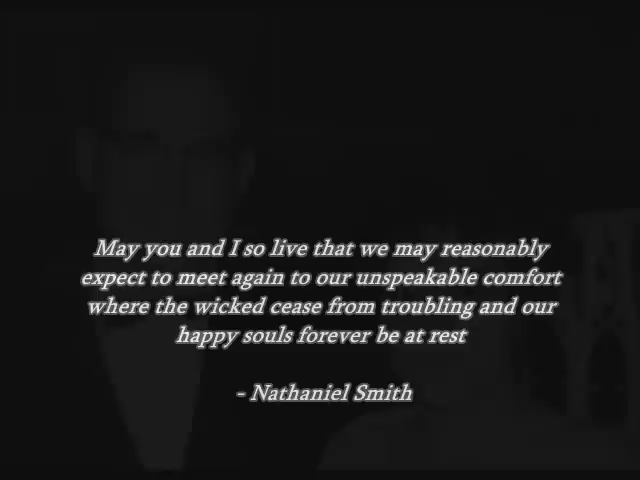 May you and I so live that we may reasonably
expect to meet again to our unspeakable comfort
where the wicked cease from troubling and our
happy souls forever be at rest
- Nathaniel Smith